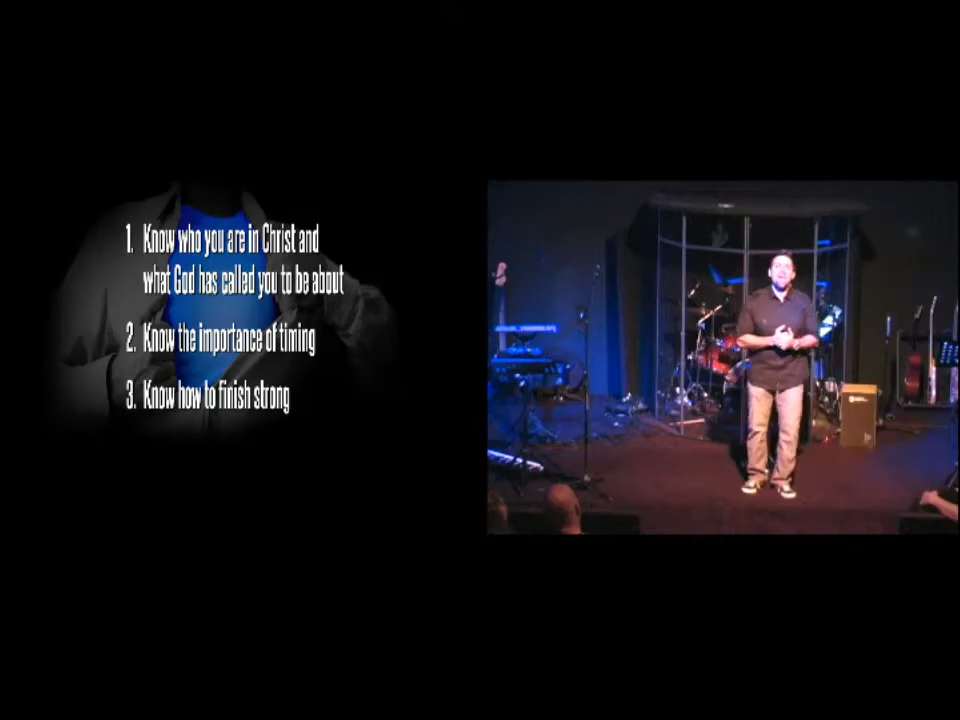 1. Know who you are in Christ and
what God has called you to be about
2. Know the importance of timing
3. Know how to finish strong